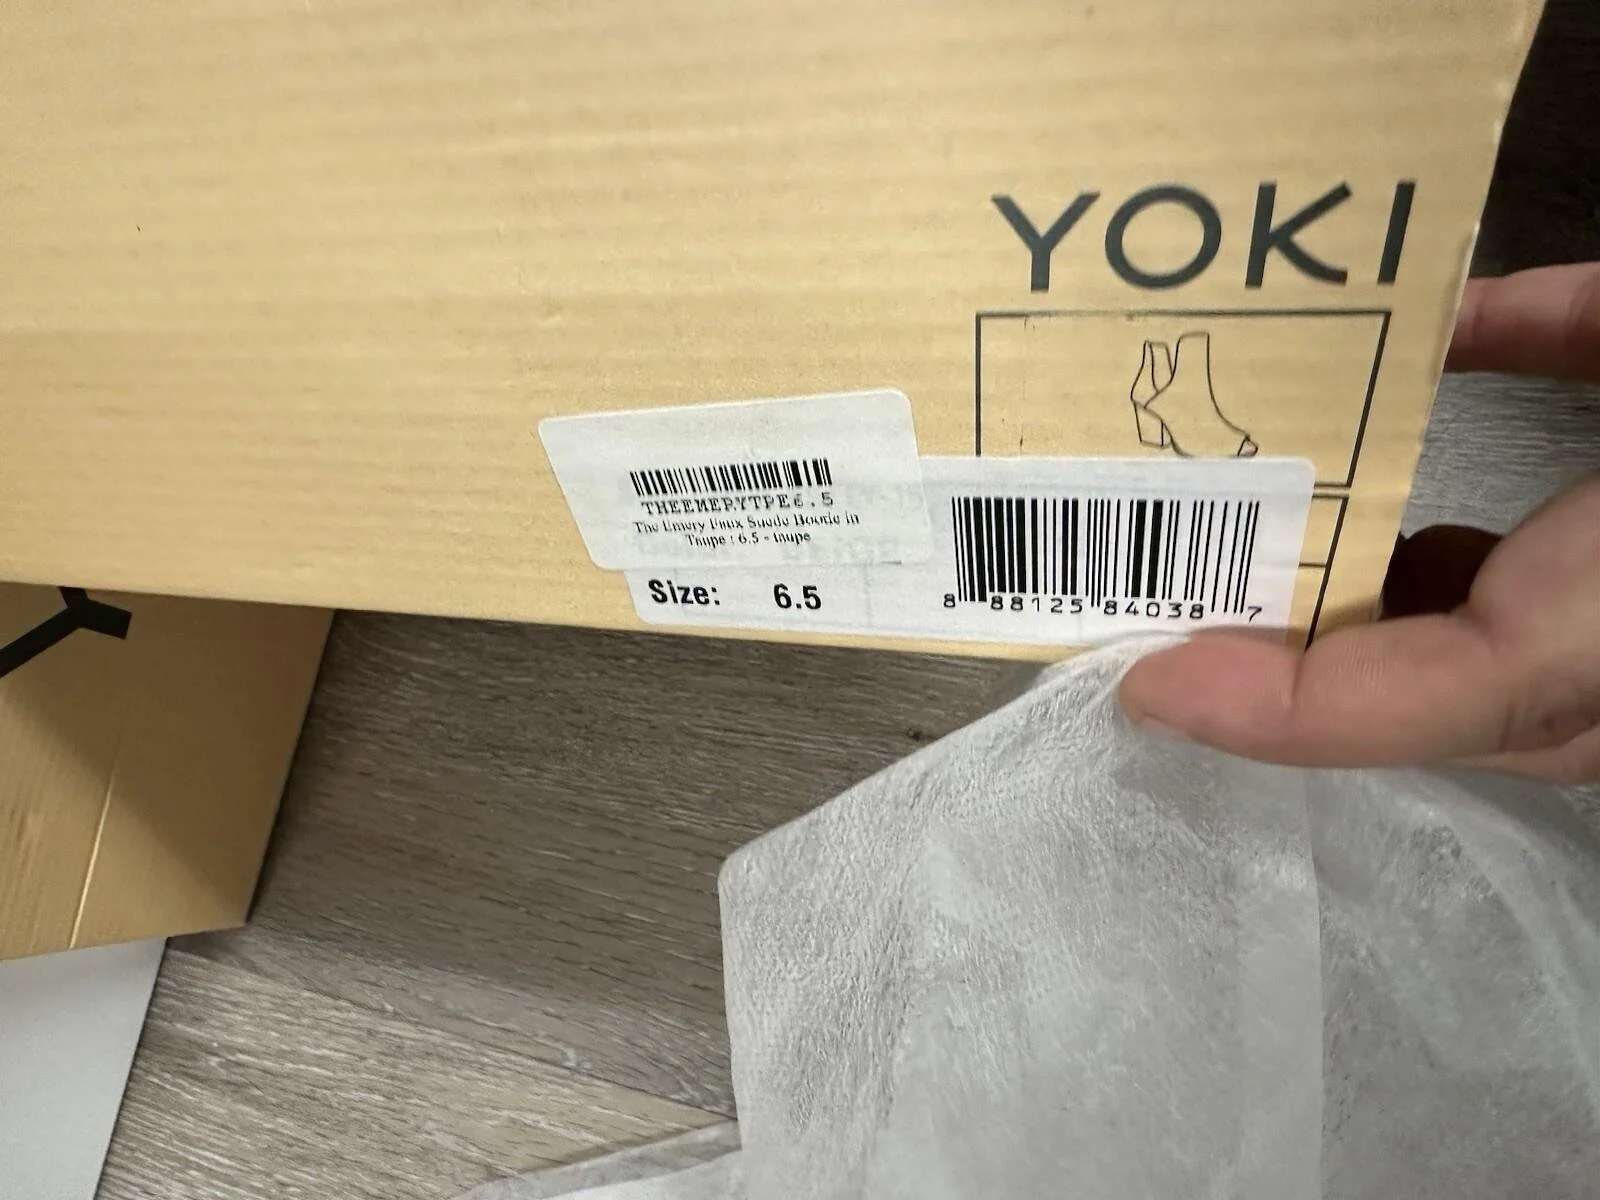 YOKI
THEEMERYTPE6.5
The Emery Faux Suede Bootie in
Taupe : 6.5 - taupe
Size: 6.5
8 88125 84038 7